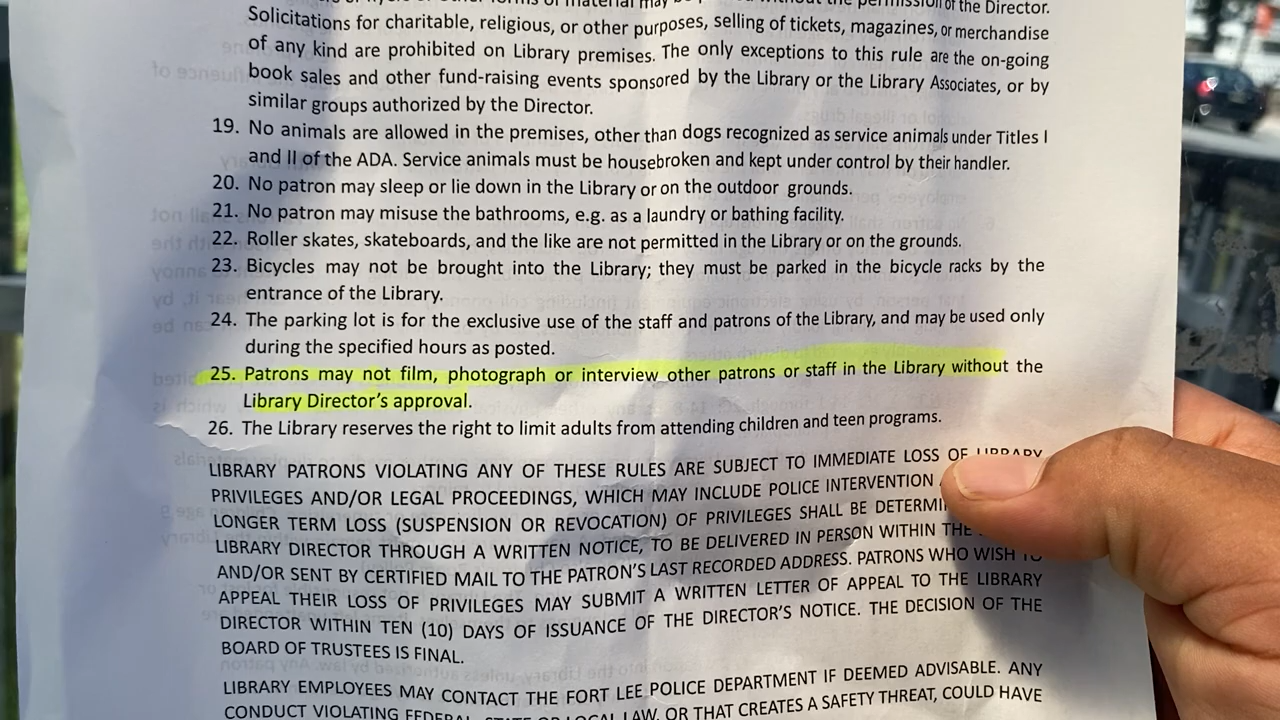 the permission of the Director.
Solicitations for charitable, religious, or other purposes, selling of tickets, magazines, or merchandise
of any kind are prohibited on Library premises. The only exceptions to this rule are the on-going
book sales and other fund-raising events sponsored by the Library or the Library Associates, or by
similar groups authorized by the Director.
19. No animals are allowed in the premises, other than dogs recognized as service animals under Titles I
and II of the ADA. Service animals must be housebroken and kept under control by their handler.
20. No patron may sleep or lie down in the Library or on the outdoor grounds.
21. No patron may misuse the bathrooms, e.g. as a laundry or bathing facility.
22. Roller skates, skateboards, and the like are not permitted in the Library or on the grounds.
23. Bicycles may not be brought into the Library; they must be parked in the bicycle racks by the
entrance of the Library.
24. The parking lot is for the exclusive use of the staff and patrons of the Library, and may be used only
during the specified hours as posted.
25. Patrons may not film, photograph or interview other patrons or staff in the Library without the
Library Director's approval.
26. The Library reserves the right to limit adults from attending children and teen programs.
LIBRARY PATRONS VIOLATING ANY OF THESE RULES ARE SUBJECT TO IMMEDIATE LOSS OF LIBRARY
PRIVILEGES AND/OR LEGAL PROCEEDINGS, WHICH MAY INCLUDE POLICE INTERVENTION
LONGER TERM LOSS (SUSPENSION OR REVOCATION) OF PRIVILEGES SHALL BE
LIBRARY DIRECTOR THROUGH A WRITTEN NOTICE, TO BE DELIVERED IN PERSON WITHIN THE
AND/OR SENT BY CERTIFIED MAIL TO THE PATRON'S LAST RECORDED ADDRESS. PATRONS WHO WISH TO
APPEAL THEIR LOSS OF PRIVILEGES MAY SUBMIT A WRITTEN LETTER OF APPEAL TO THE LIBRARY
DIRECTOR WITHIN TEN (10) DAYS OF ISSUANCE OF THE DIRECTOR'S NOTICE. THE DECISION OF THE
BOARD OF TRUSTEES IS FINAL.
LIBRARY EMPLOYEES MAY CONTACT THE FORT LEE POLICE DEPARTMENT IF DEEMED ADVISABLE. ANY
CONDUCT VIOLATING FEDERAL, STATE OR LOCAL LAW, OR THAT CREATES A SAFETY THREAT, COULD HAVE